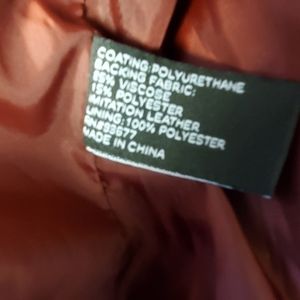 COATING:POLYURETHANE
BACKING FABRIC:
85% VISCOSE
15% POLYESTER
IMITATION LEATHER
LINING:100% POLYESTER
MADE IN CHINA